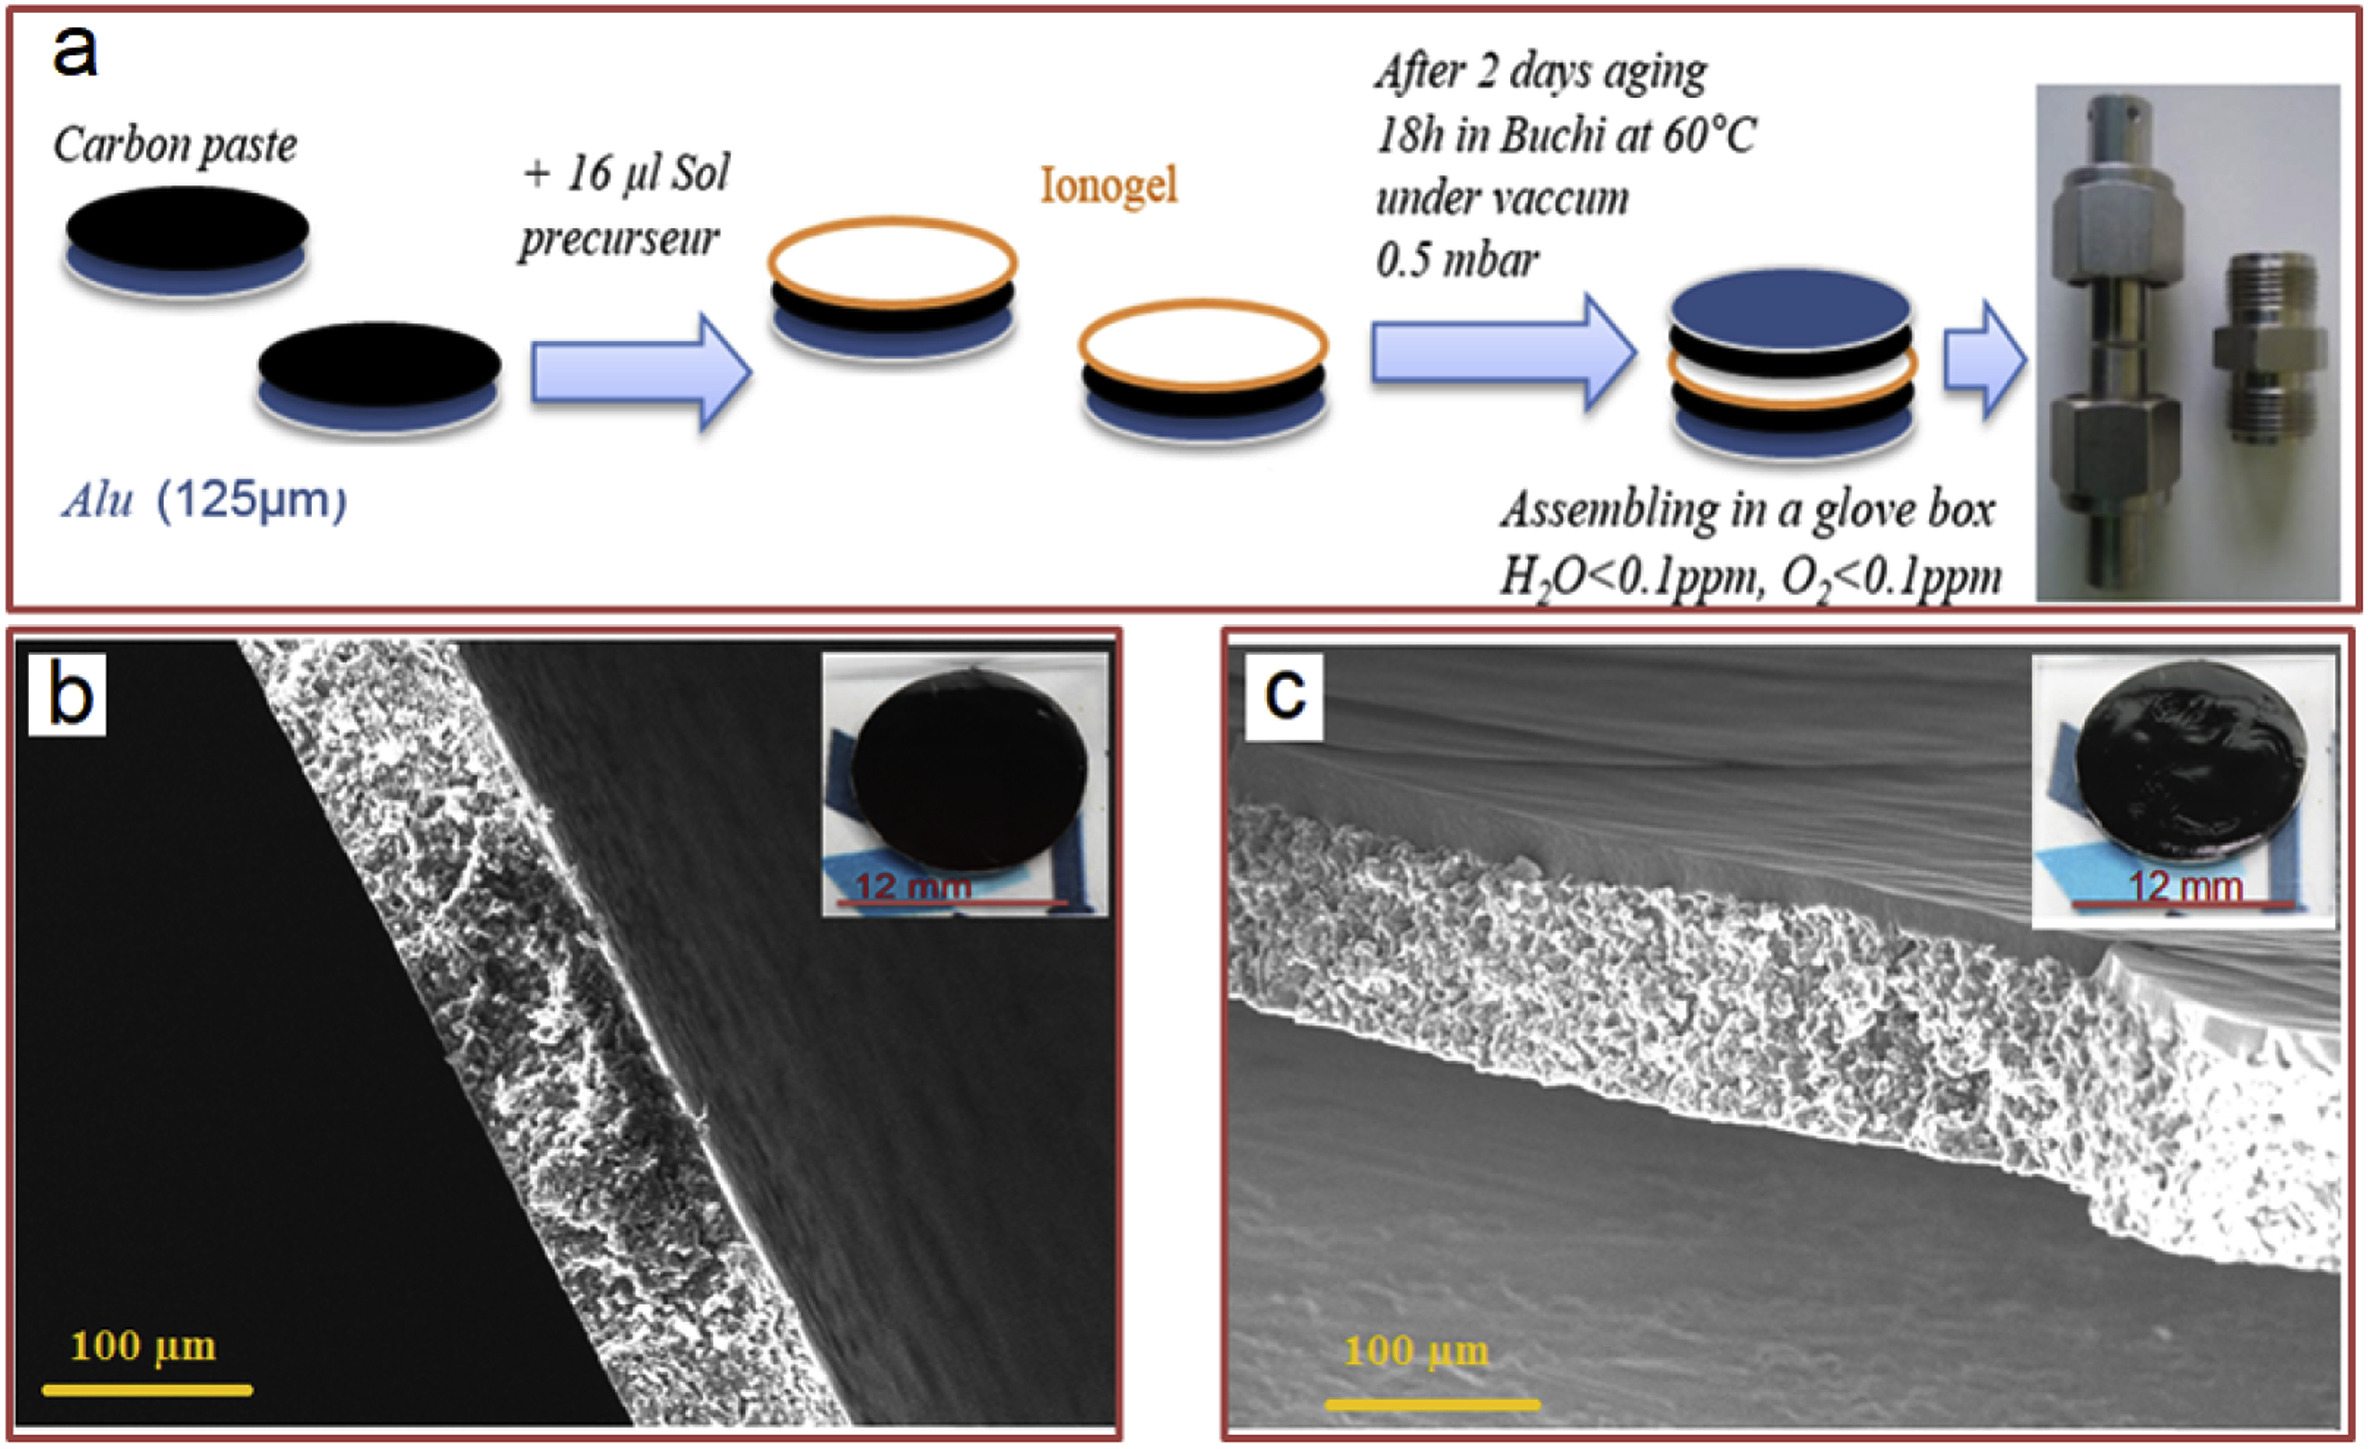 a
Carbon paste
Alu (125µm)
+ 16 µl Sol
precurseur
Ionogel
After 2 days aging
18h in Buchi at 60°C
under vaccum
0.5 mbar
Assembling in a glove box
H₂O<0.1ppm, O₂<0.1ppm
b
12 mm
100 µm
c
12 mm
100 µm